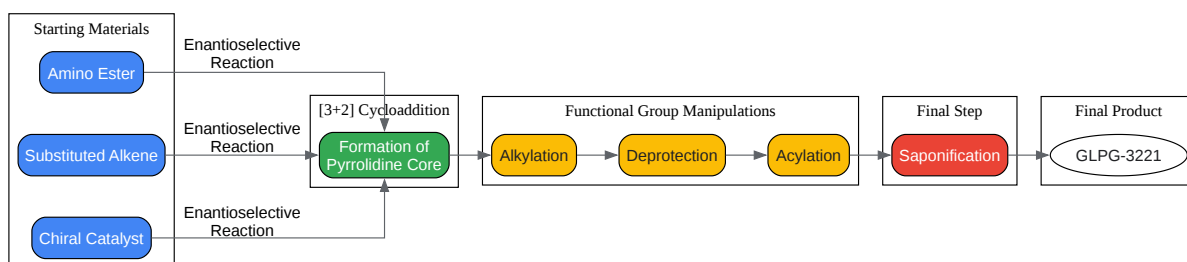 Starting Materials
Amino Ester
Substituted Alkene
Chiral Catalyst
Enantioselective
Reaction
Enantioselective
Reaction
Enantioselective
Reaction
[3+2] Cycloaddition
Formation of
Pyrrolidine Core
Functional Group Manipulations
Alkylation
Deprotection
Acylation
Final Step
Saponification
Final Product
GLPG-3221